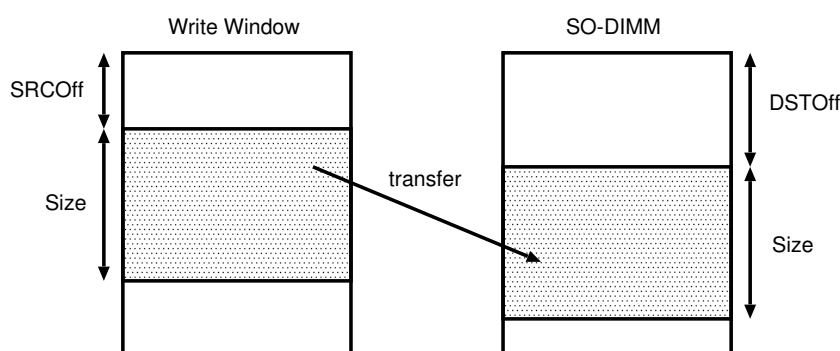 Write Window
SO-DIMM
SRCOff
DSTOff
transfer
Size
Size